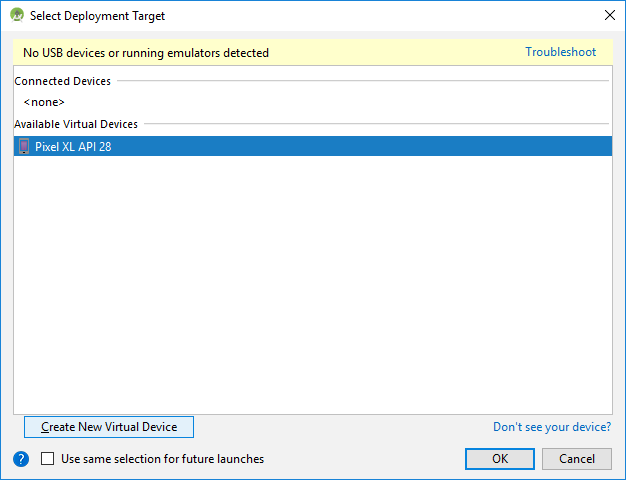 Select Deployment Target
No USB devices or running emulators detected Troubleshoot
Connected Devices
<none>
Available Virtual Devices
Pixel XL API 28
Create New Virtual Device Don't see your device?
? Use same selection for future launches OK Cancel